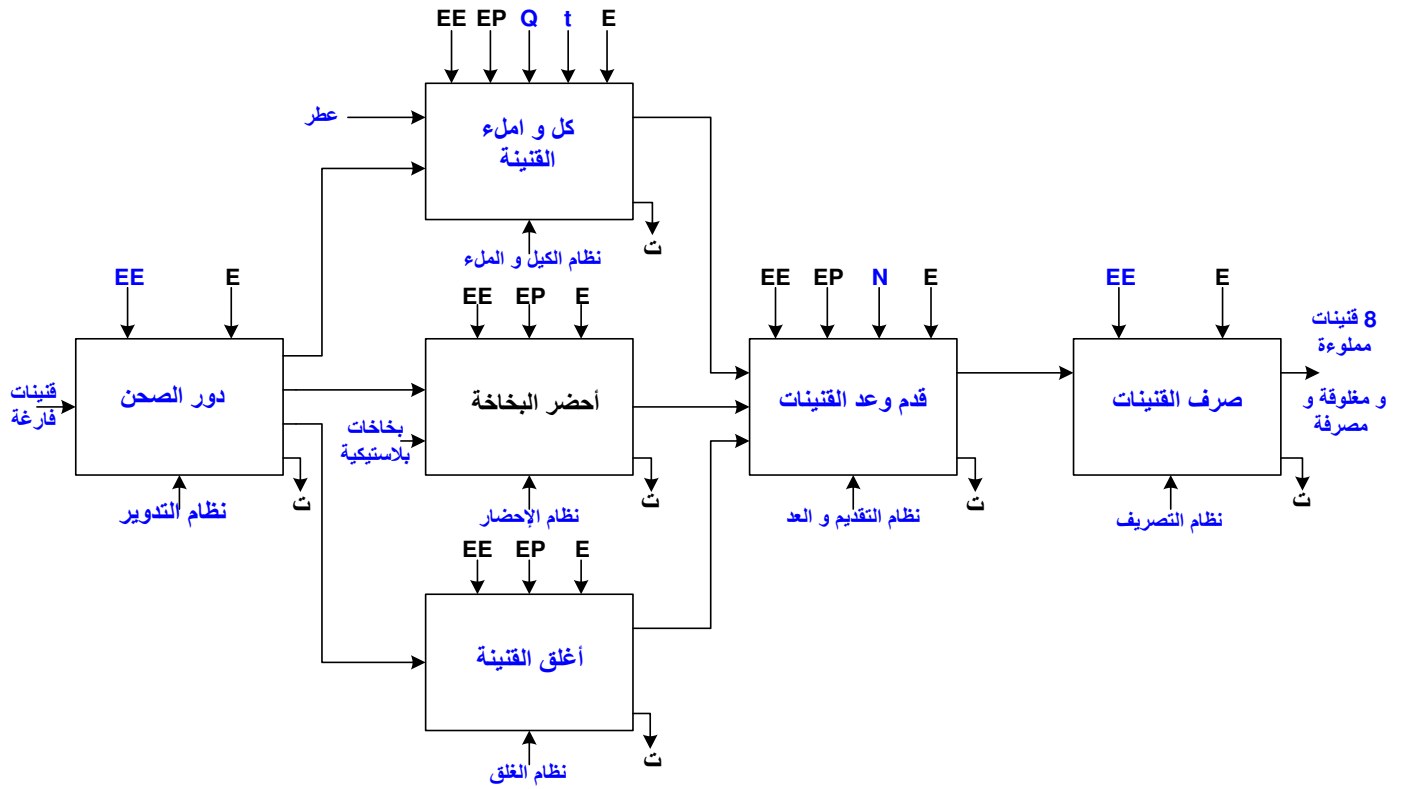 EE EP Q t E
عطر
كل و املء
القنينة
ت
نظام الكيل و الملء
EE E
قنينات
فارغة
دور الصحن
ت
نظام التدوير
EE EP E
أحضر البخاخة
بخاخات
بلاستيكية
ت
نظام الإحضار
EE EP N E
قدم وعد القنينات
ت
نظام التقديم و العد
EE E
صرف القنينات
8 قنينات
مملوءة
و مغلوقة و
مصرفة
ت
نظام التصريف
EE EP E
أغلق القنينة
ت
نظام الغلق